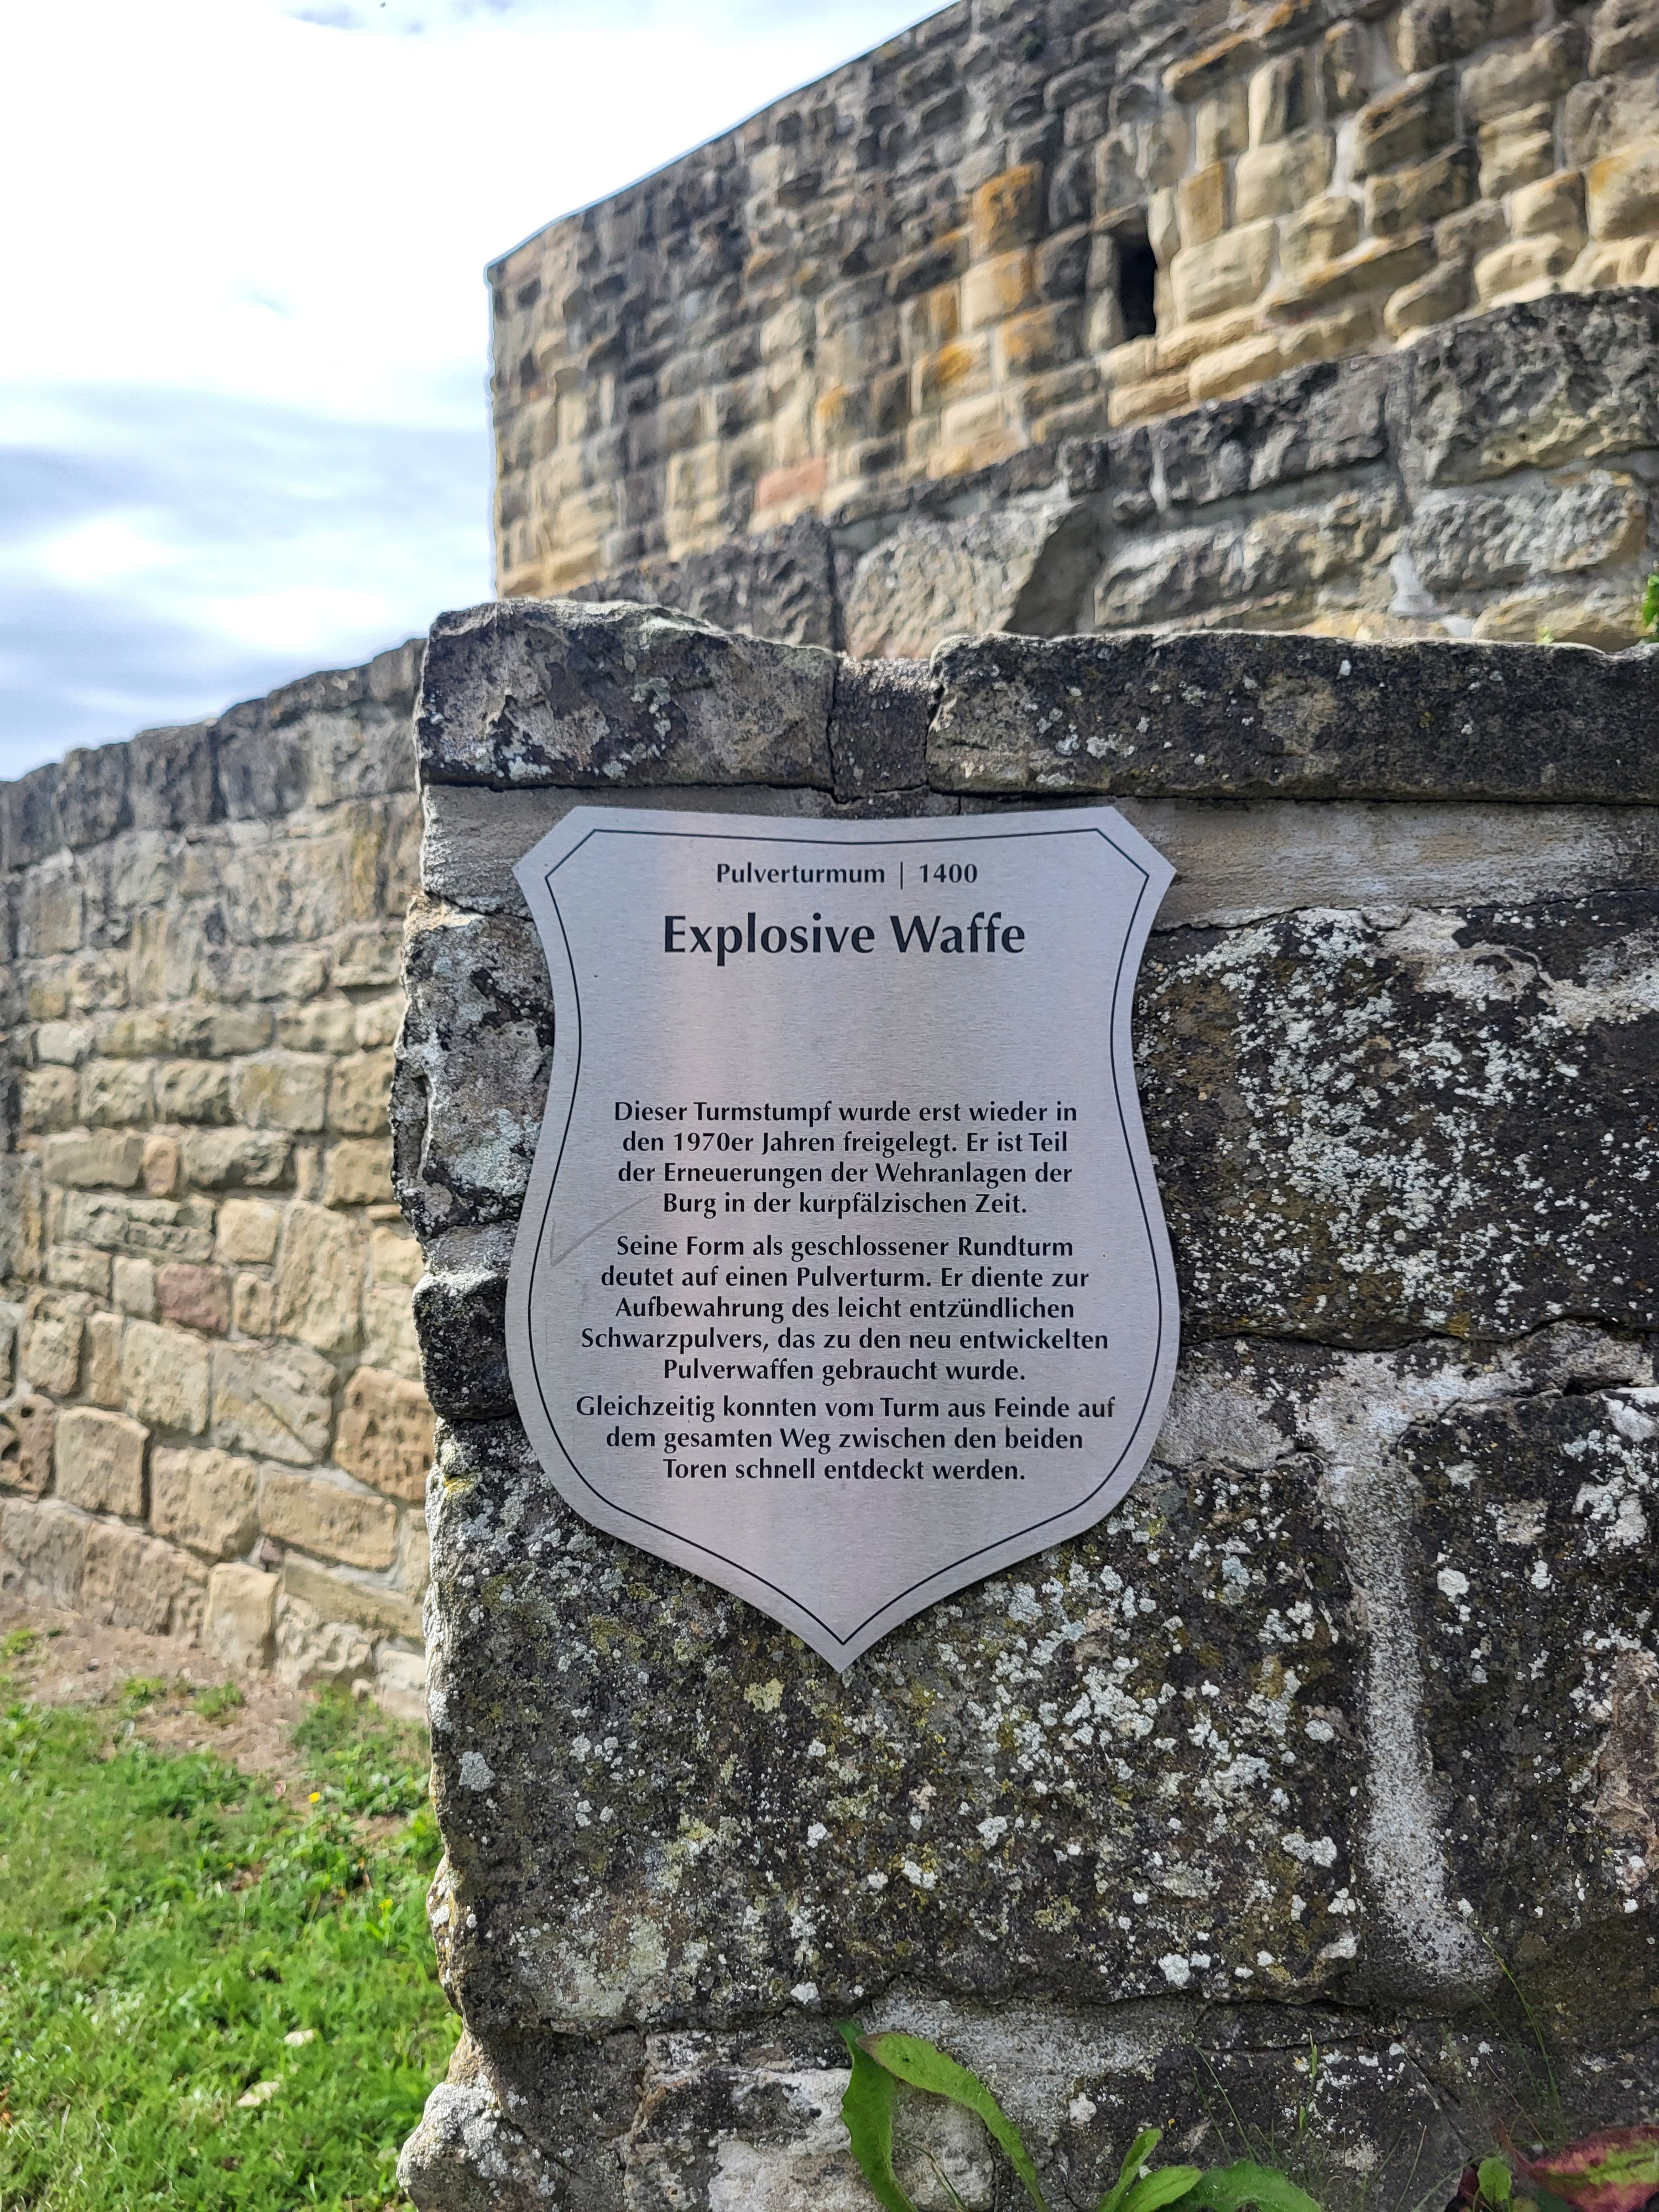 Pulverturmum | 1400
Explosive Waffe
Dieser Turmstumpf wurde erst wieder in
den 1970er Jahren freigelegt. Er ist Teil
der Erneuerungen der Wehranlagen der
Burg in der kurpfälzischen Zeit.
Seine Form als geschlossener Rundturm
deutet auf einen Pulverturm. Er diente zur
Aufbewahrung des leicht entzündlichen
Schwarzpulvers, das zu den neu entwickelten
Pulverwaffen gebraucht wurde.
Gleichzeitig konnten vom Turm aus Feinde auf
dem gesamten Weg zwischen den beiden
Toren schnell entdeckt werden.